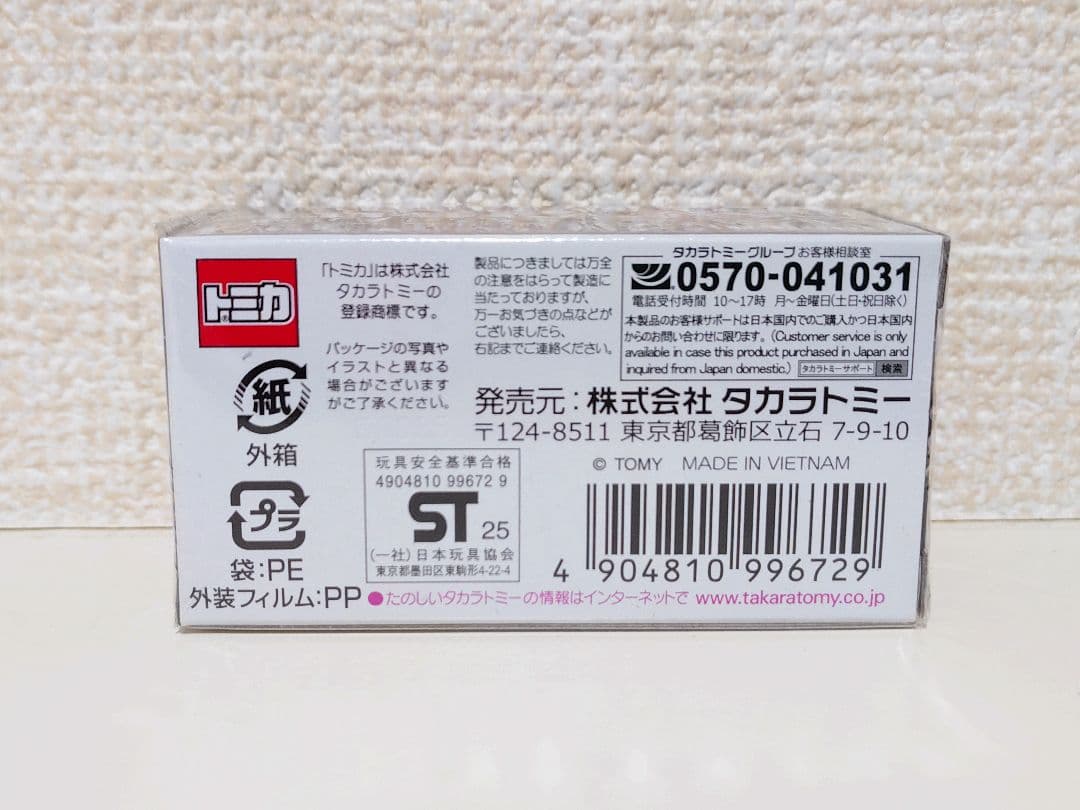 トミカ
®
「トミカ」は株式会社
タカラトミーの
登録商標です。
パッケージの写真や
イラストと異なる
場合がございます
がご了承ください。
製品につきましては万全
の注意をはらって製造に
当たっておりますが、
万一お気づきの点などが
ございましたら、
右記までご連絡ください。
タカラトミーグループ お客様相談室
0570-041031
電話受付時間 10〜17時 月〜金曜日(土日・祝日除く)
本製品のお客様サポートは日本国内でのご購入かつ日本国内
からのお問い合わせに限ります。(Customer service is only
available in case this product purchased in Japan and
inquired from Japan domestic.) タカラトミーサポート 検索
発売元:株式会社 タカラトミー
〒124-8511 東京都葛飾区立石 7-9-10
紙
外箱
プラ
袋:PE
外装フィルム:PP
玩具安全基準合格
4904810 99672 9
ST 25
(一社)日本玩具協会
東京都墨田区東駒形4-22-4
© TOMY MADE IN VIETNAM
4 904810 996729
●たのしいタカラトミーの情報はインターネットで www.takaratomy.co.jp